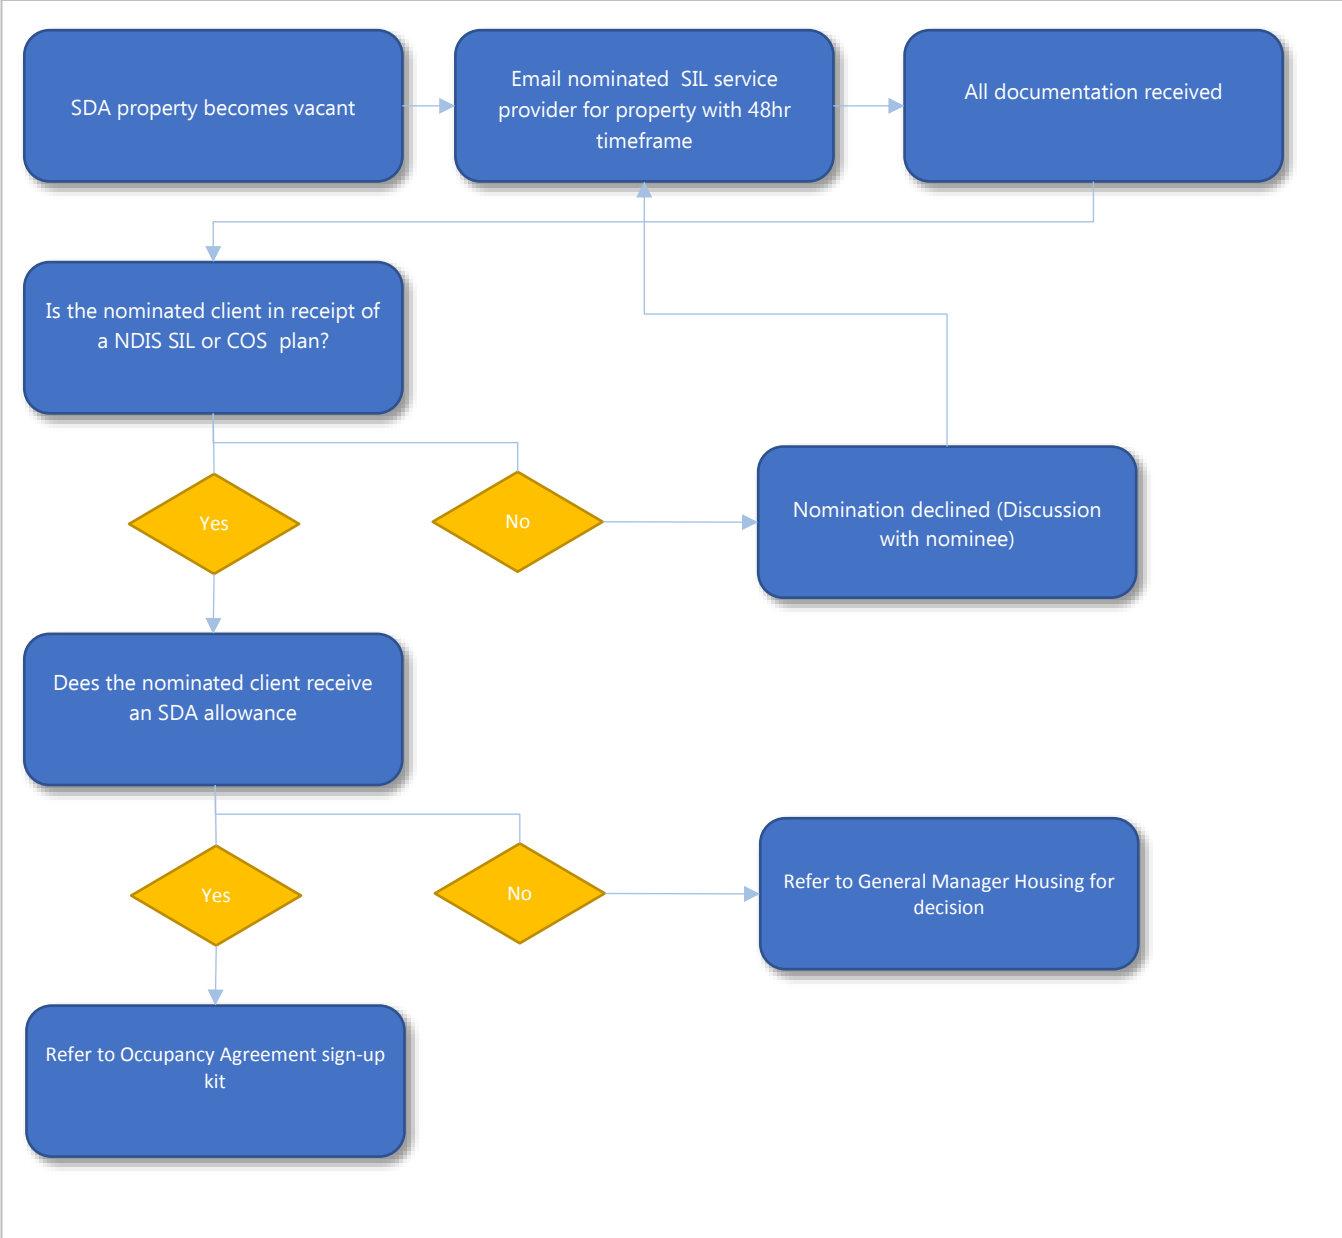 SDA property becomes vacant
Email nominated  SIL service
provider for property with 48hr
timeframe
All documentation received
Is the nominated client in receipt of
a NDIS SIL or COS  plan?
Yes
No
Nomination declined (Discussion
with nominee)
Dees the nominated client receive
an SDA allowance
Yes
No
Refer to General Manager Housing for
decision
Refer to Occupancy Agreement sign-up
kit